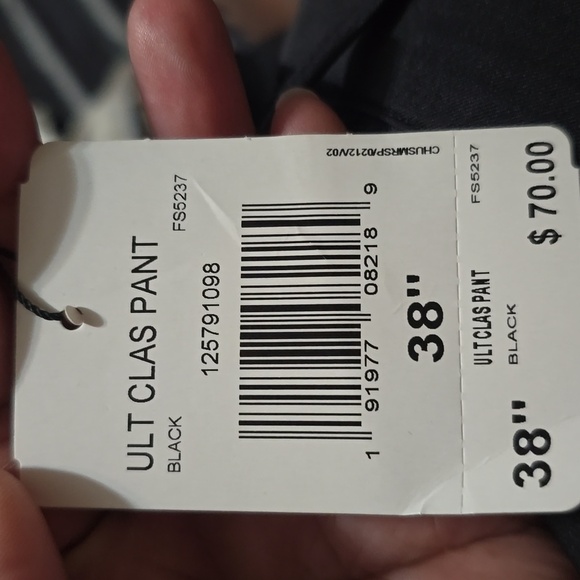 ULT CLAS PANT
BLACK
FS5237
125791098
1 91977 08218 9
38"
CHUSMRSP/0212/V02
FS5237
ULT CLAS PANT
BLACK
38"
$ 70.00